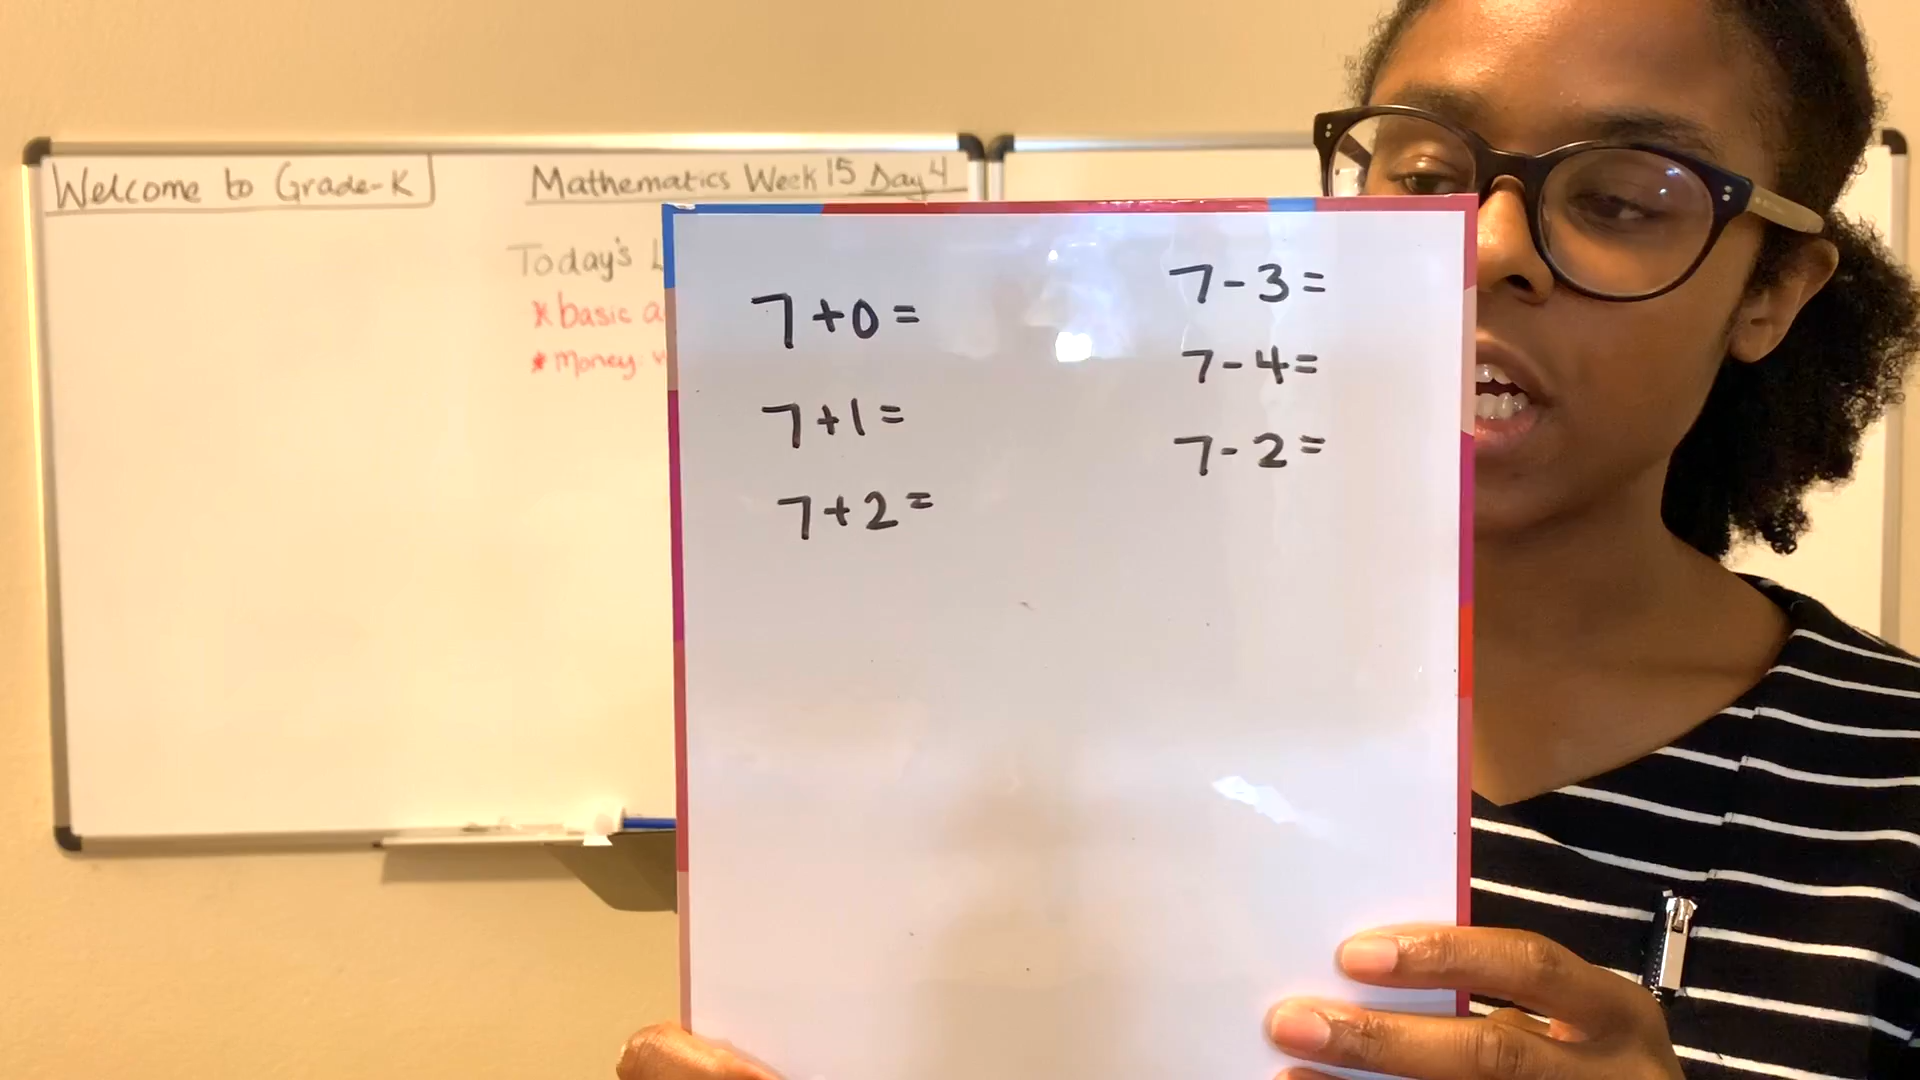 Welcome to Grade-K
Mathematics Week 15 Day 4
Today's
* basic
* Money:
7+0=
7+1=
7+2=
7-3=
7-4=
7-2=